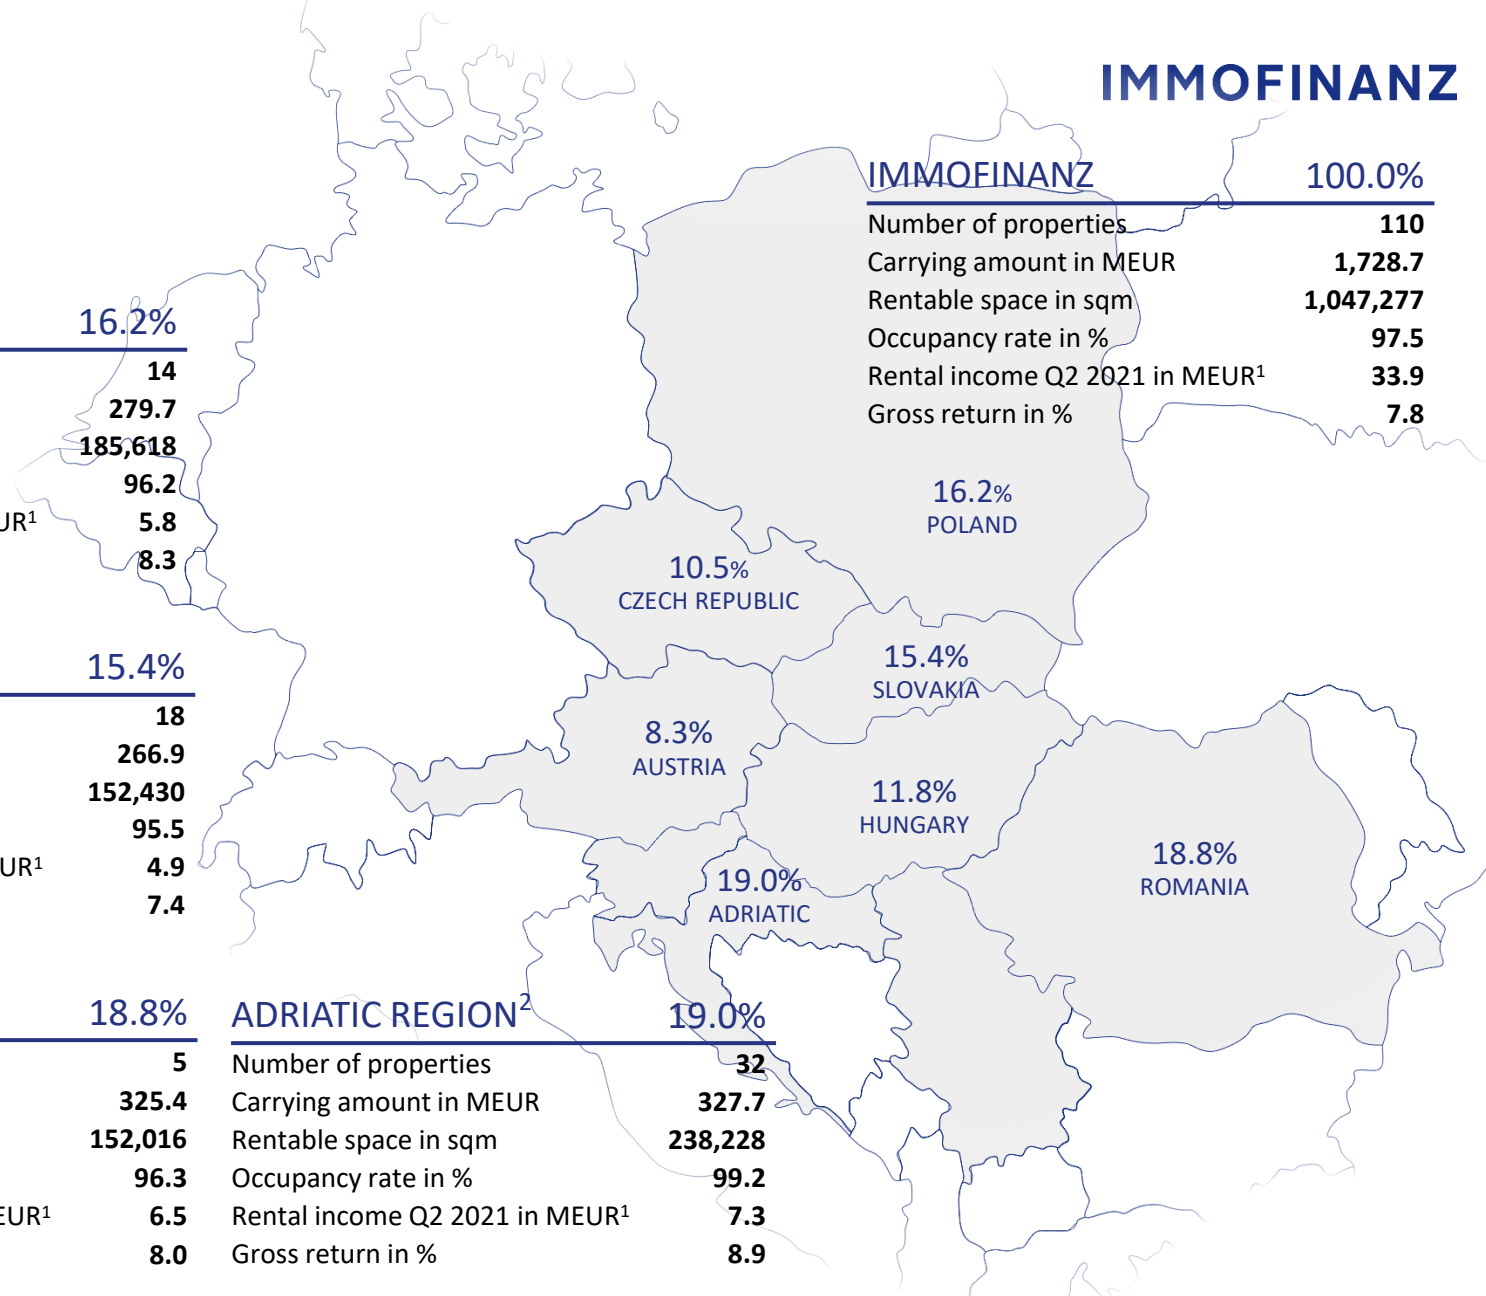 IMMOFINANZ
IMMOFINANZ 100.0%
Number of properties 110
Carrying amount in MEUR 1,728.7
Rentable space in sqm 1,047,277
Occupancy rate in % 97.5
Rental income Q2 2021 in MEUR¹ 33.9
Gross return in % 7.8
16.2%
14
279.7
185,618
96.2
UR¹ 5.8
8.3
16.2%
POLAND
10.5%
CZECH REPUBLIC
15.4%
SLOVAKIA
8.3%
AUSTRIA
11.8%
HUNGARY
18.8%
ROMANIA
19.0%
ADRIATIC
15.4%
18
266.9
152,430
95.5
EUR¹ 4.9
7.4
18.8%
5
325.4
152,016
96.3
EUR¹ 6.5
8.0
ADRIATIC REGION² 19.0%
Number of properties 32
Carrying amount in MEUR 327.7
Rentable space in sqm 238,228
Occupancy rate in % 99.2
Rental income Q2 2021 in MEUR¹ 7.3
Gross return in % 8.9